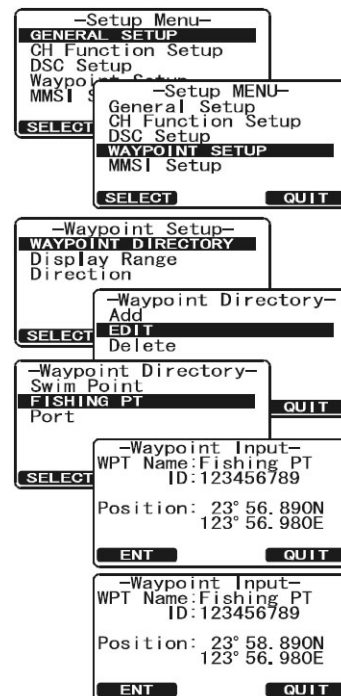 —Setup Menu—
GENERAL SETUP
CH Function Setup
DSC Setup
Waypoint Setup
MMSI S
SELECT
—Setup MENU—
General Setup
CH Function Setup
DSC Setup
WAYPOINT SETUP
MMSI Setup
SELECT QUIT
—Waypoint Setup—
WAYPOINT DIRECTORY
Display Range
Direction
SELECT
—Waypoint Directory—
Add
EDIT
Delete
QUIT
—Waypoint Directory—
Swim Point
FISHING PT
Port
SELECT
—Waypoint Input—
WPT Name:Fishing PT
ID:123456789
Position: 23°56.890N
123°56.980E
ENT QUIT
—Waypoint Input—
WPT Name:Fishing PT
ID:123456789
Position: 23°58.890N
123°56.980E
ENT QUIT